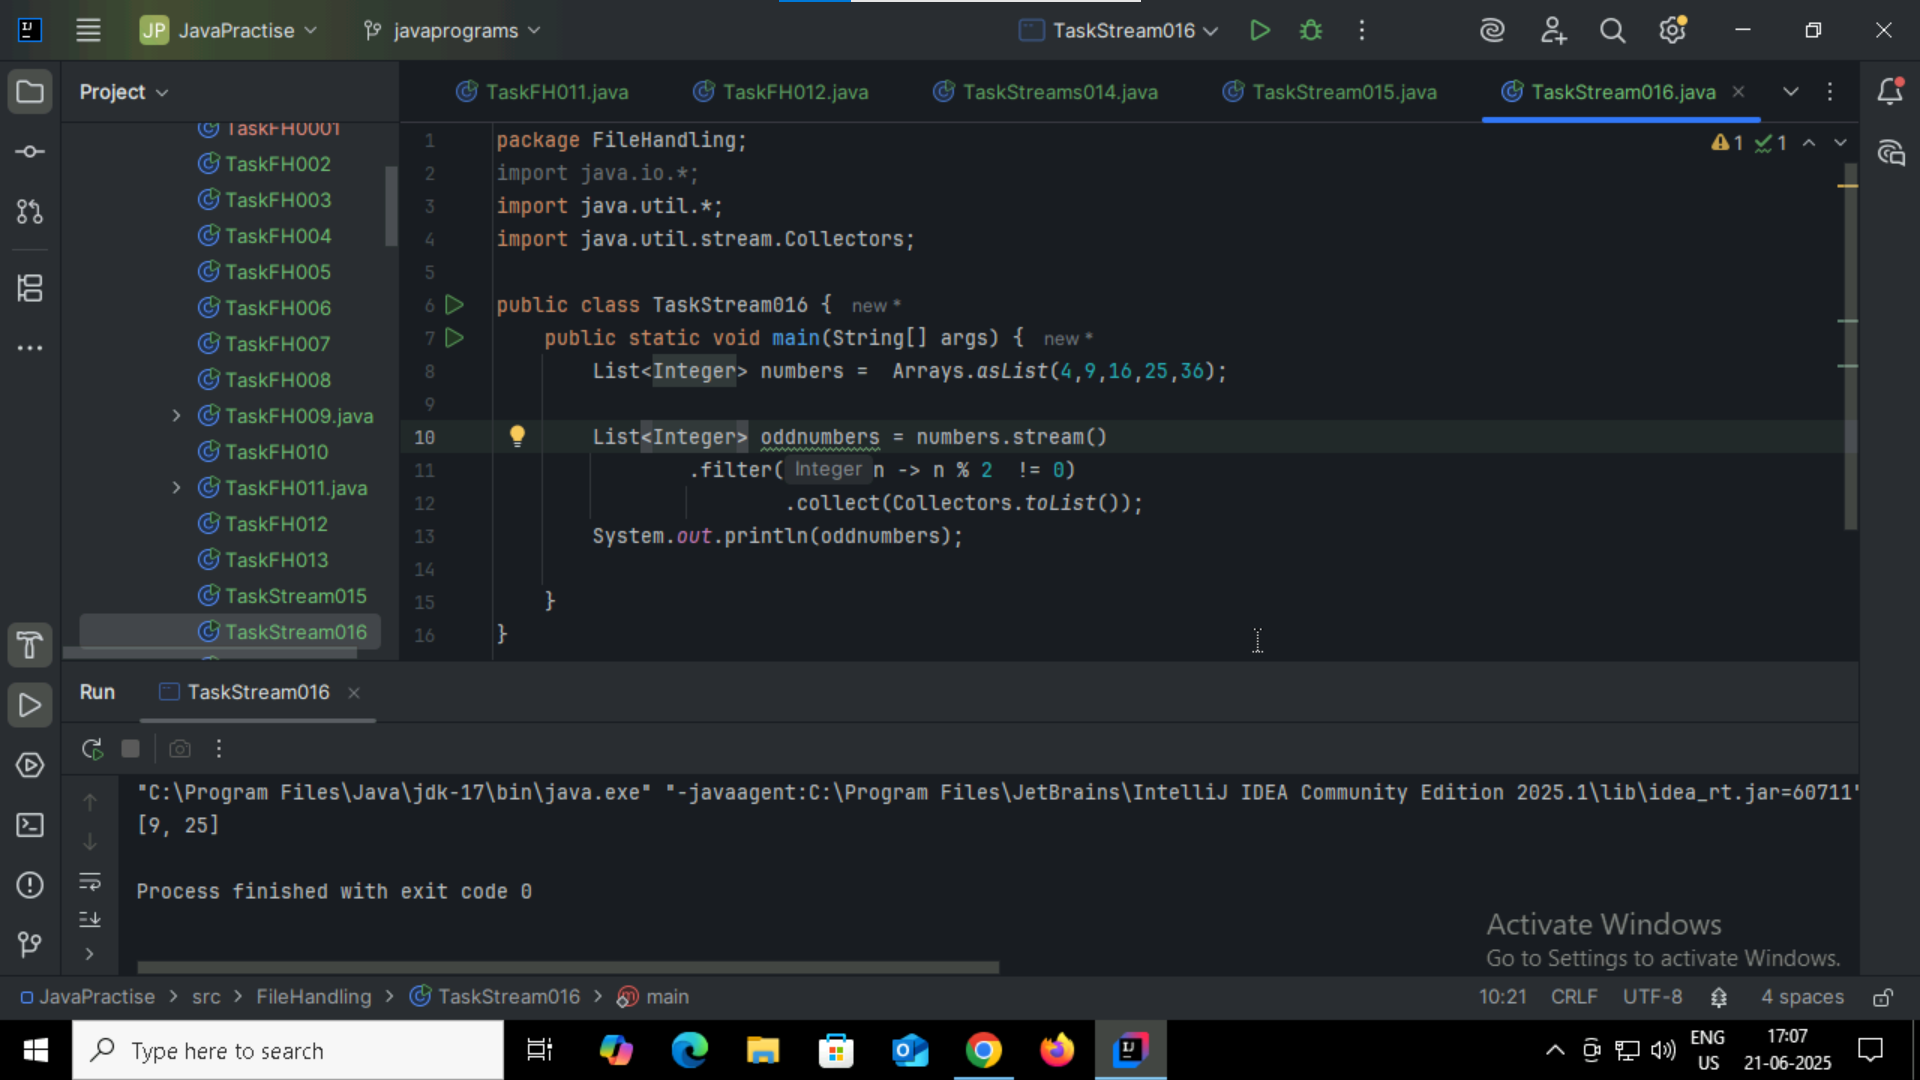 JP JavaPractise javaprograms TaskStream016
Project TaskFH011.java TaskFH012.java TaskStreams014.java TaskStream015.java TaskStream016.java
TaskFH0001
TaskFH002
TaskFH003
TaskFH004
TaskFH005
TaskFH006
TaskFH007
TaskFH008
TaskFH009.java
TaskFH010
TaskFH011.java
TaskFH012
TaskFH013
TaskStream015
TaskStream016
1 package FileHandling;
2 import java.io.*;
3 import java.util.*;
4 import java.util.stream.Collectors;
5
6 public class TaskStream016 { new *
7 public static void main(String[] args) { new *
8 List<Integer> numbers = Arrays.asList(4,9,16,25,36);
9
10 List<Integer> oddnumbers = numbers.stream()
11 .filter( Integer n -> n % 2 != 0)
12 .collect(Collectors.toList());
13 System.out.println(oddnumbers);
14
15 }
16 }
1 1
Run TaskStream016
"C:\Program Files\Java\jdk-17\bin\java.exe" "-javaagent:C:\Program Files\JetBrains\IntelliJ IDEA Community Edition 2025.1\lib\idea_rt.jar=60711"
[9, 25]
Process finished with exit code 0
Activate Windows
Go to Settings to activate Windows.
JavaPractise > src > FileHandling > TaskStream016 > main 10:21 CRLF UTF-8 4 spaces
Type here to search
ENG
US
17:07
21-06-2025